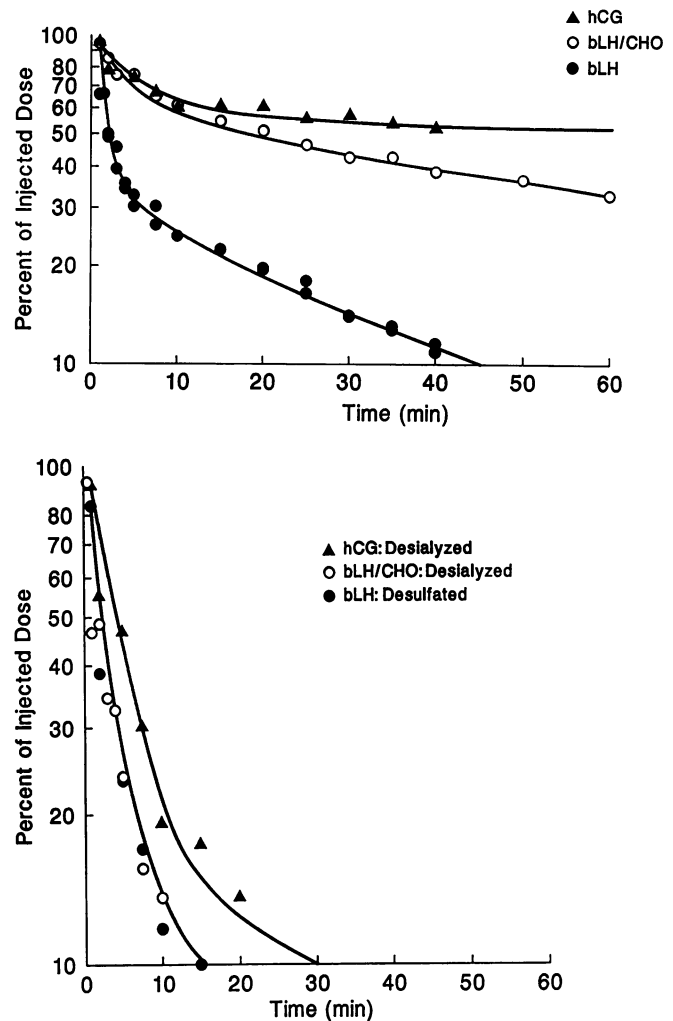 hCG
bLH/CHO
bLH
Percent of Injected Dose
100
80
70
60
50
40
30
20
10
0 10 20 30 40 50 60
Time (min)
hCG: Desialyzed
bLH/CHO: Desialyzed
bLH: Desulfated
Percent of Injected Dose
100
80
70
60
50
40
30
20
10
0 10 20 30 40 50 60
Time (min)